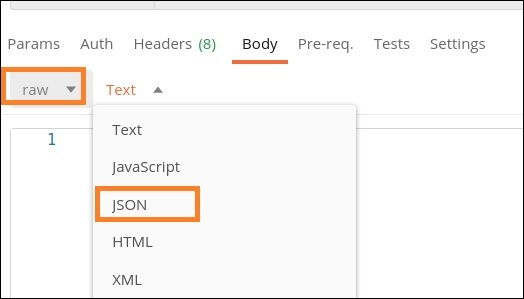 Params Auth Headers (8) Body Pre-req. Tests Settings
raw Text
Text
1
JavaScript
JSON
HTML
XML